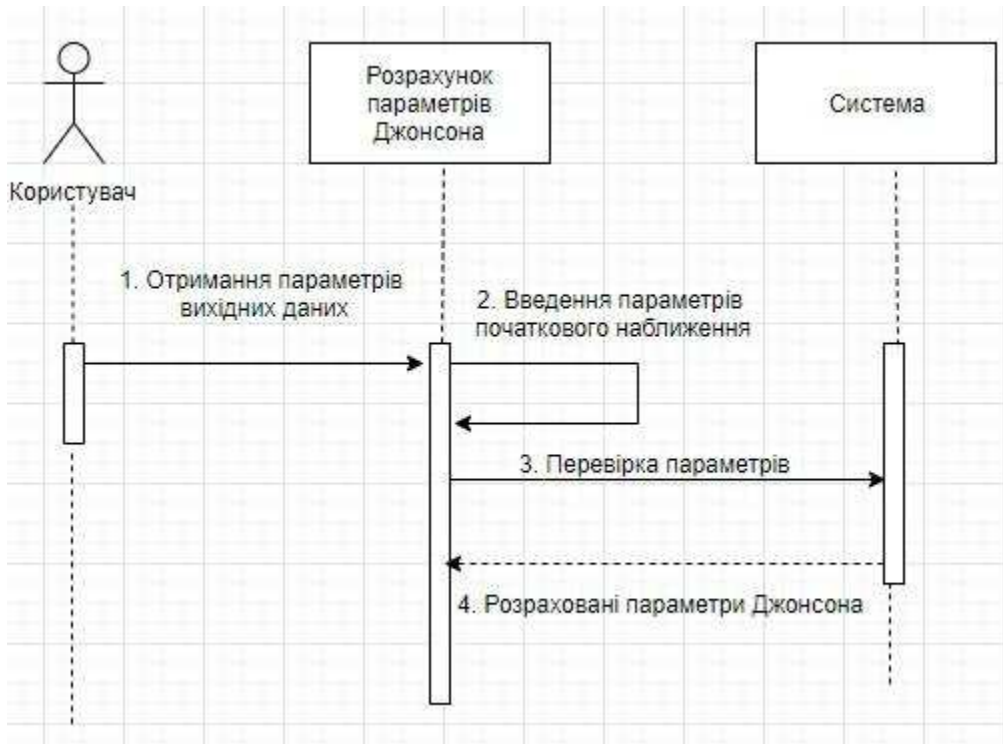 Розрахунок
параметрів
Джонсона
Система
Користувач
1. Отримання параметрів
вихідних даних
2. Введення параметрів
початкового наближення
3. Перевірка параметрів
4. Розраховані параметри Джонсона